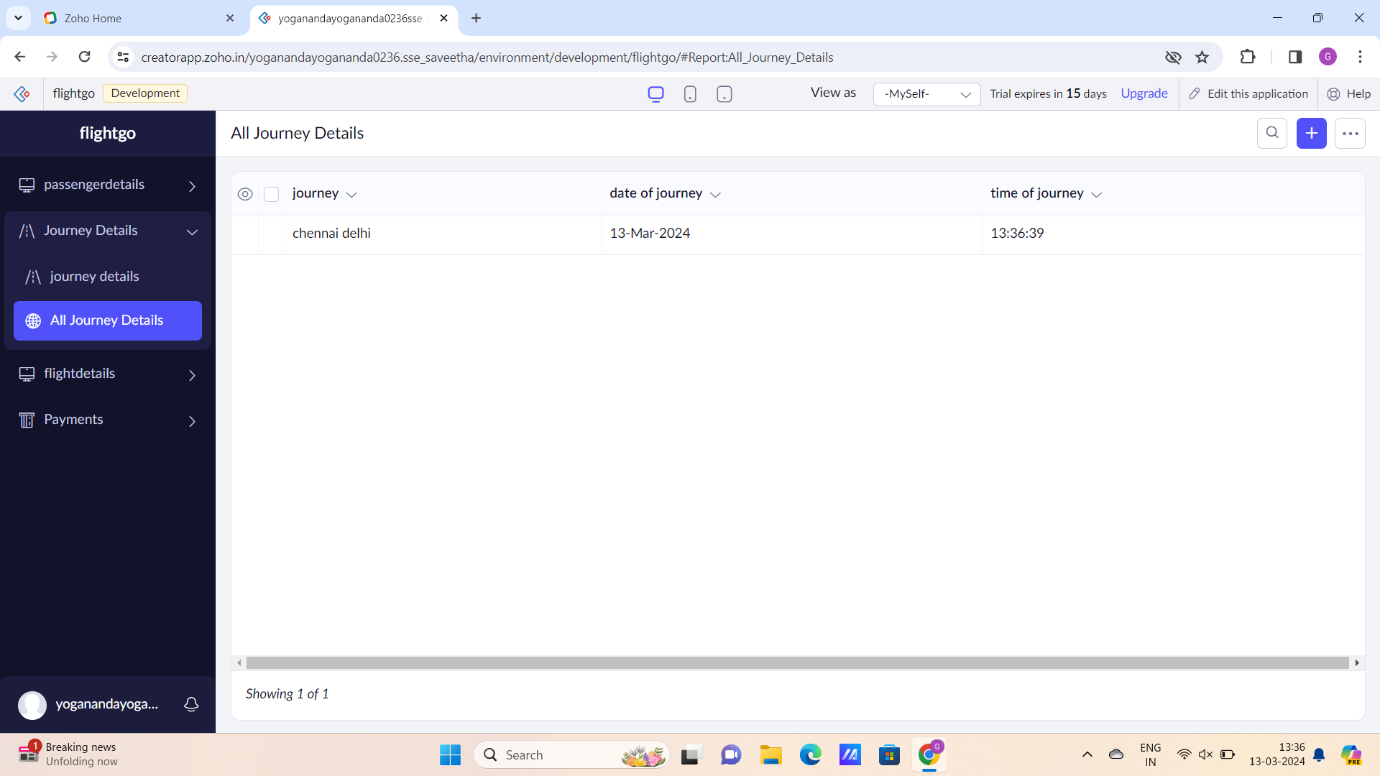 Zoho Home
yoganandayogananda0236sse -
creatorapp.zoho.in/yoganandayogananda0236.sse_saveetha/environment/development/flightgo/#Report:All_Journey_Details
G
flightgo
Development
View as
-MySelf-
Trial expires in 15 days
Upgrade
Edit this application
Help
flightgo
All Journey Details
passengerdetails
Journey Details
journey details
All Journey Details
flightdetails
Payments
journey
date of journey
time of journey
chennai delhi
13-Mar-2024
13:36:39
Showing 1 of 1
yoganandayoga...
1
Breaking news
Unfolding now
Search
G
ENG
IN
13:36
13-03-2024
PRE